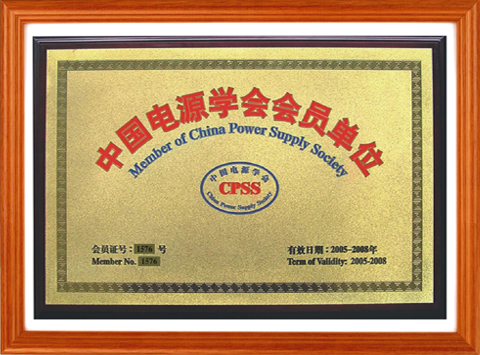 中国电源学会会员单位
Member of China Power Supply Society
中国电源学会
CPSS
China Power Supply Society
会员证号：1576 号
Member No. 1576
有效日期：2005-2008年
Term of Validity: 2005-2008